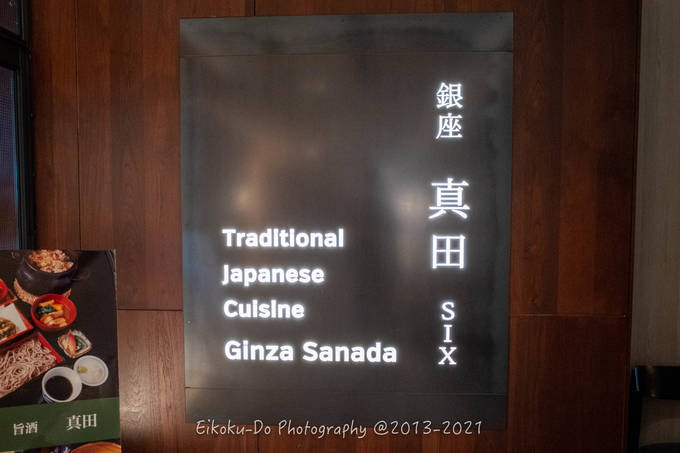 銀座 真田 SIX
Traditional
Japanese
Cuisine
Ginza Sanada
旨酒 真田
Eikoku-Do Photography @2013-2021